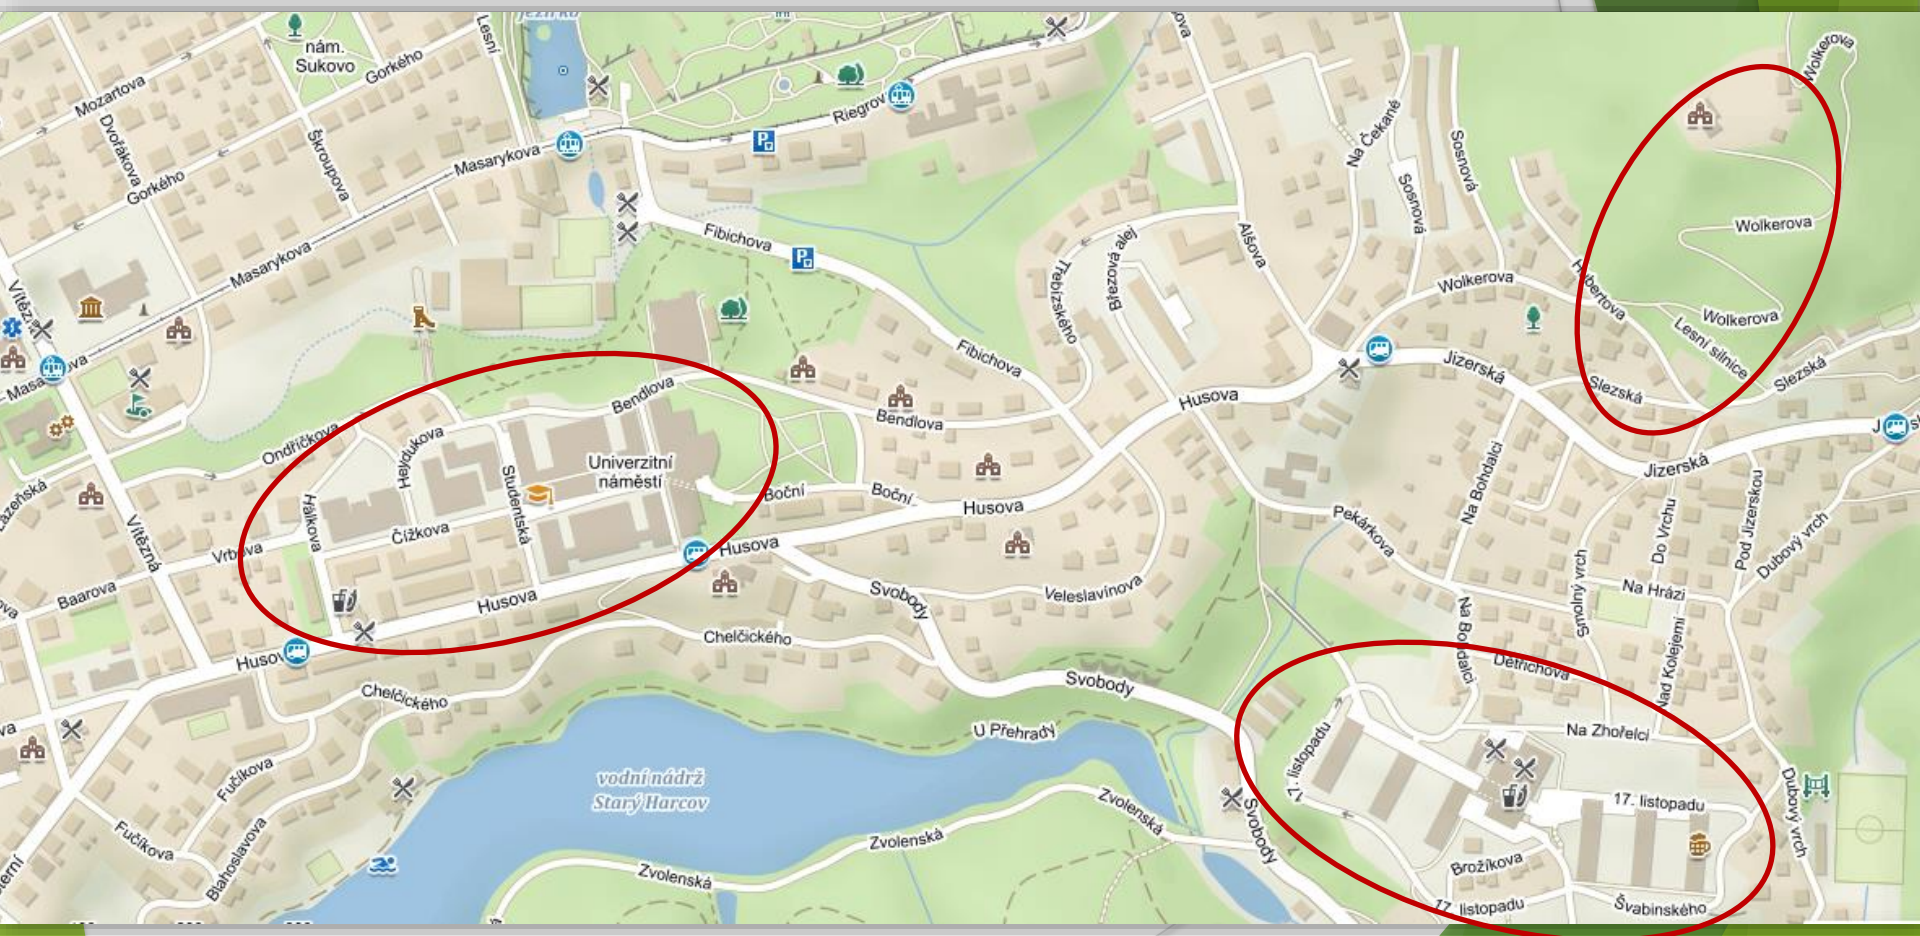 jezírko
Lesní
nám.
Sukovo
Gorkého
Mozartova
Dvořákova
Škroupova
Gorkého
Masarykova
Riegrov
Masarykova
Fibichova
Vítězn
Březová alej
Třebízského
Alšova
Na Čekané
Sosnová
Sosnová
Wolkerova
Wolkerova
Wolkerova
Wolkerova
Hubertova
Lesní silnice
Slezská
Slezská
Fibichova
Jizerská
Husova
Bendlova
Bendlova
Ondříčkova
Heydukova
Univerzitní
náměstí
Studentská
Hálkova
Čížkova
Boční
Boční
Husova
Husova
Husova
Husov
Vrbova
Baarova
Vítězná
Jizerská
Na Bohdalci
Pekárkova
Do Vrchu
Pod Jizerskou
Dubový vrch
Smolný vrch
Na Hrázi
Nad Kolejemi
Na Bohdalci
Dětřichova
Na Zhořelci
Svobody
Veleslavínova
Chelčického
Chelčického
Svobody
U Přehrady
vodní nádrž
Starý Harcov
17. listopadu
17. listopadu
Dubový vrch
Fučíkova
Fučíkova
Blahoslavova
Zvolenská
Zvolenská
Zvolenská
Svobody
Brožíkova
17. listopadu
Švabinského